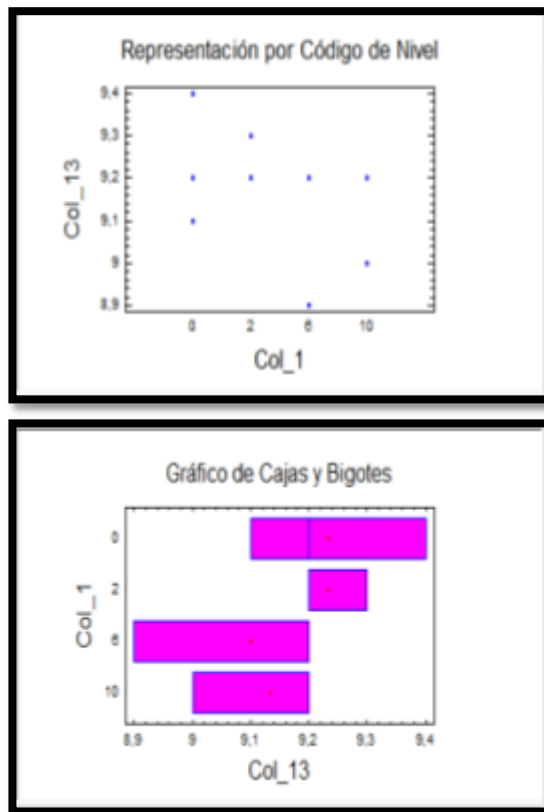 Representación por Código de Nivel
9,4
9,3
9,2
9,1
9
8,9
Col_13
0 2 6 10
Col_1
Gráfico de Cajas y Bigotes
0
2
6
10
Col_1
8,9 9 9,1 9,2 9,3 9,4
Col_13